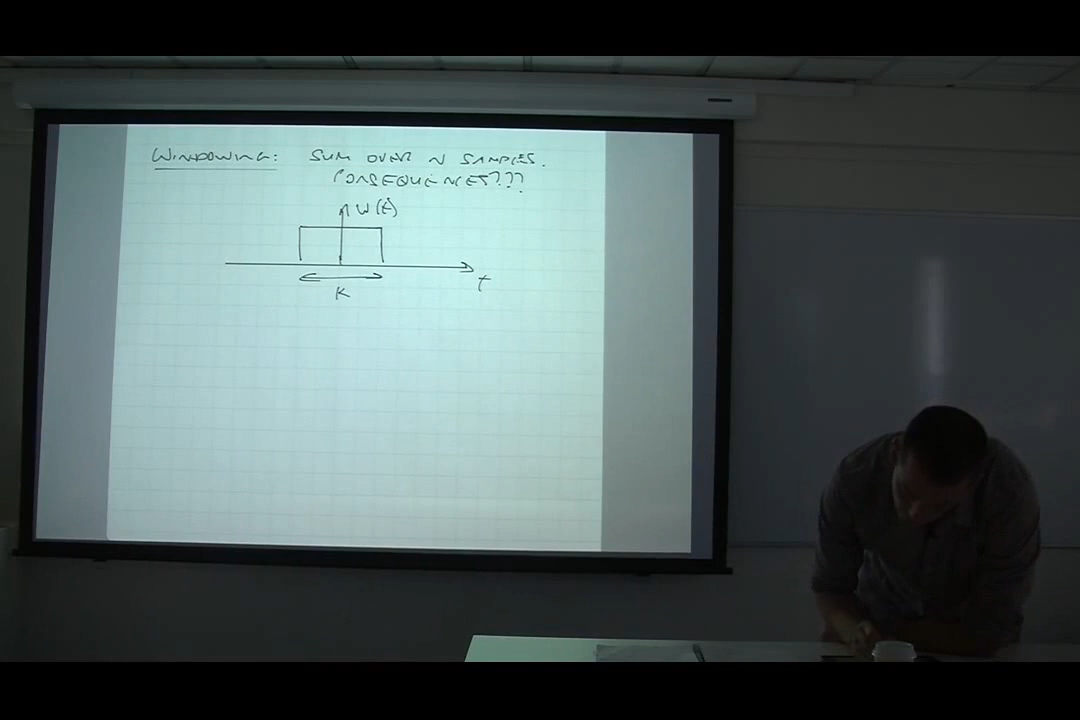 WINDOWING: SUM OVER N SAMPLES.
CONSEQUENCES???
W(t)
t
K